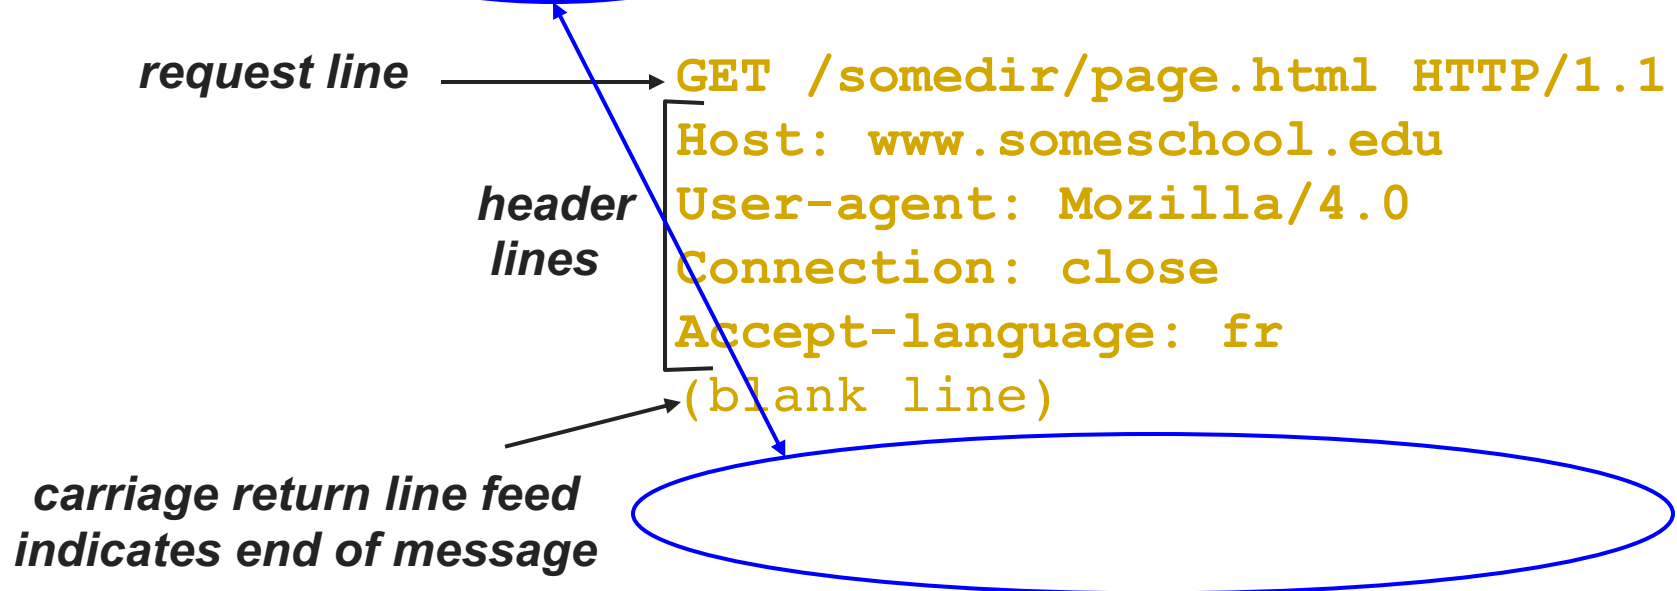 request line
GET /somedir/page.html HTTP/1.1
Host: www.someschool.edu
User-agent: Mozilla/4.0
Connection: close
Accept-language: fr
(blank line)
header
lines
carriage return line feed
indicates end of message